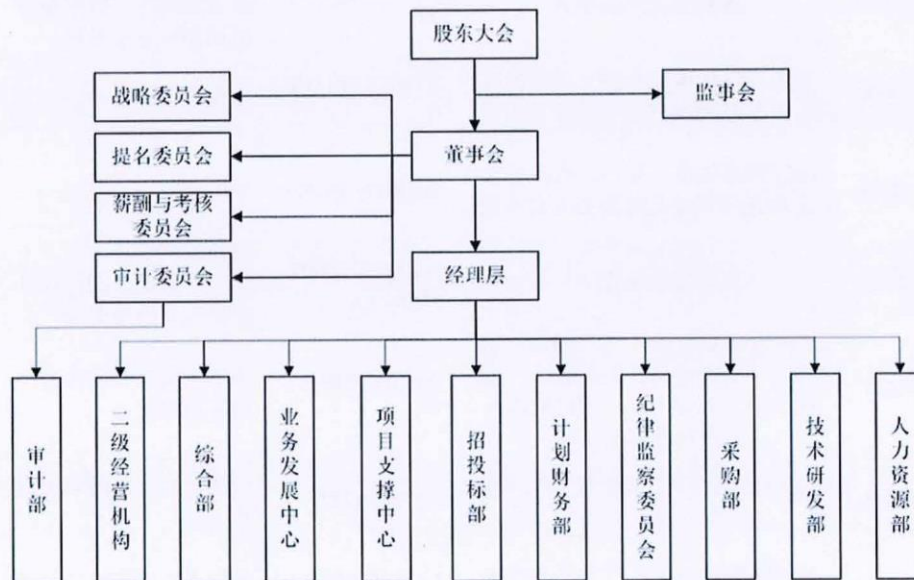 股东大会
战略委员会
监事会
提名委员会
董事会
薪酬与考核
委员会
审计委员会
经理层
审计部
二级经营机构
综合部
业务发展中心
项目支撑中心
招投标部
计划财务部
纪律监察委员会
采购部
技术研发部
人力资源部